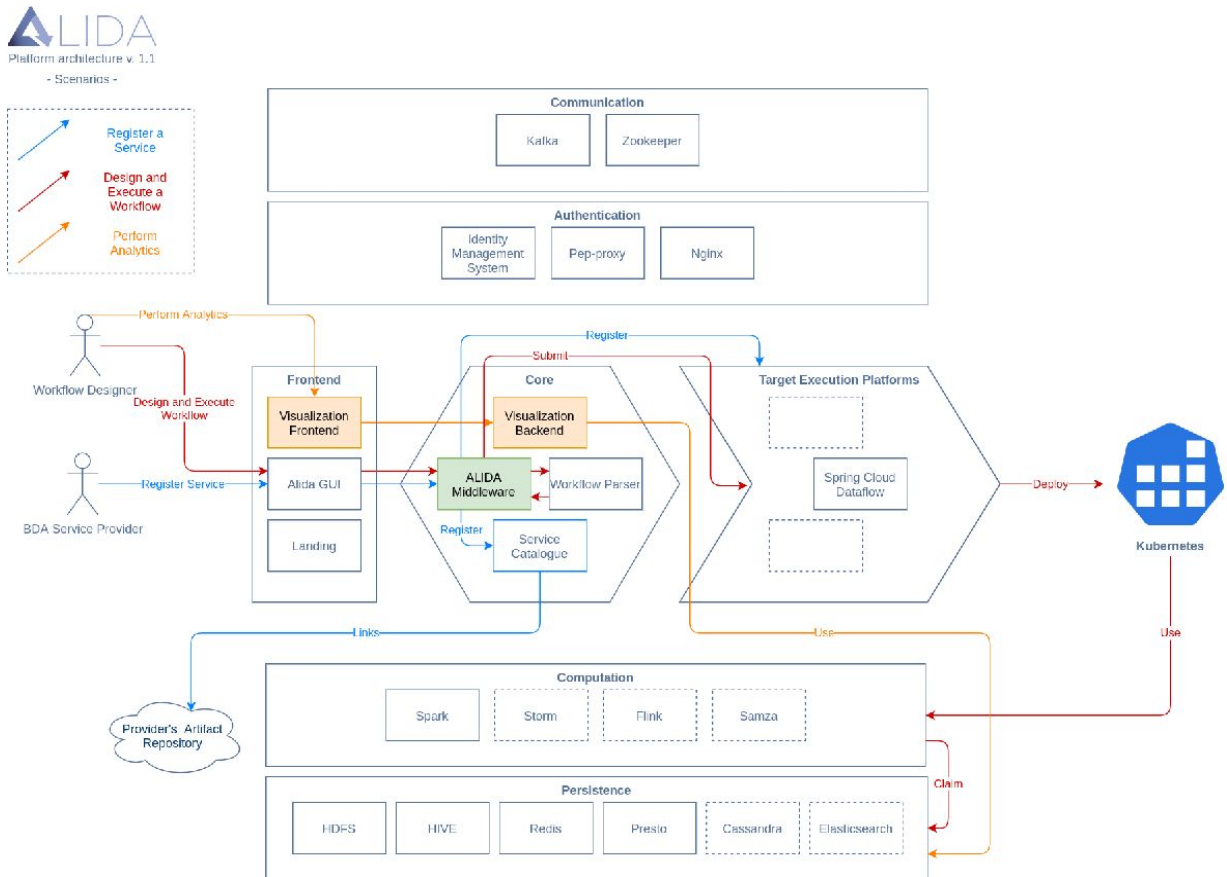 ALIDA
Platform architecture v. 1.1
- Scenarios -
Register a
Service
Design and
Execute a
Workflow
Perform
Analytics
Communication
Kafka
Zookeeper
Authentication
Identity
Management
System
Pep-proxy
Nginx
Perform Analytics
Workflow Designer
Design and Execute
Workflow
BDA Service Provider
Register Service
Frontend
Visualization
Frontend
Alida GUI
Landing
Core
Visualization
Backend
ALIDA
Middleware
Workflow Parser
Register
Service
Catalogue
Register
Submit
Target Execution Platforms
Spring Cloud
Dataflow
Deploy
Kubernetes
Links
Use
Use
Provider's Artifact
Repository
Computation
Spark
Storm
Flink
Samza
Claim
Persistence
HDFS
HIVE
Redis
Presto
Cassandra
Elasticsearch